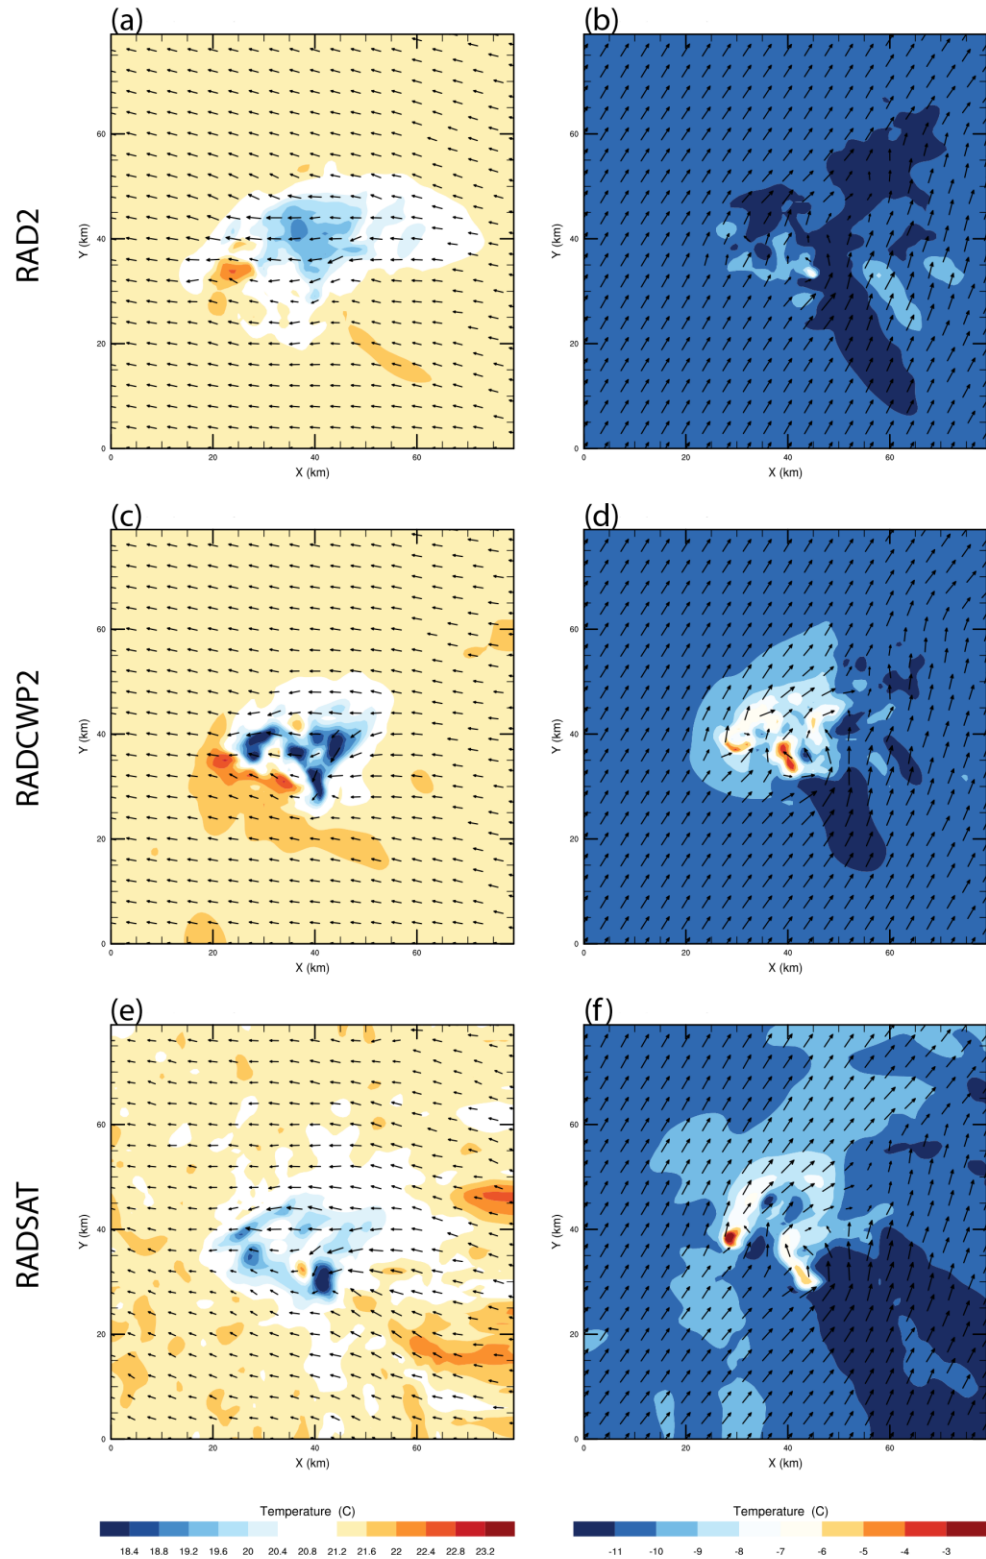 (a)
(b)
RAD2
Y (km)
60
40
20
0
0 20 40 60
X (km)
Y (km)
60
40
20
0
0 20 40 60
X (km)
(c)
(d)
RADCWP2
Y (km)
60
40
20
0
0 20 40 60
X (km)
Y (km)
60
40
20
0
0 20 40 60
X (km)
(e)
(f)
RADSAT
Y (km)
60
40
20
0
0 20 40 60
X (km)
Y (km)
60
40
20
0
0 20 40 60
X (km)
Temperature (C)
18.4 18.8 19.2 19.6 20 20.4 20.8 21.2 21.6 22 22.4 22.8 23.2
Temperature (C)
-11 -10 -9 -8 -7 -6 -5 -4 -3